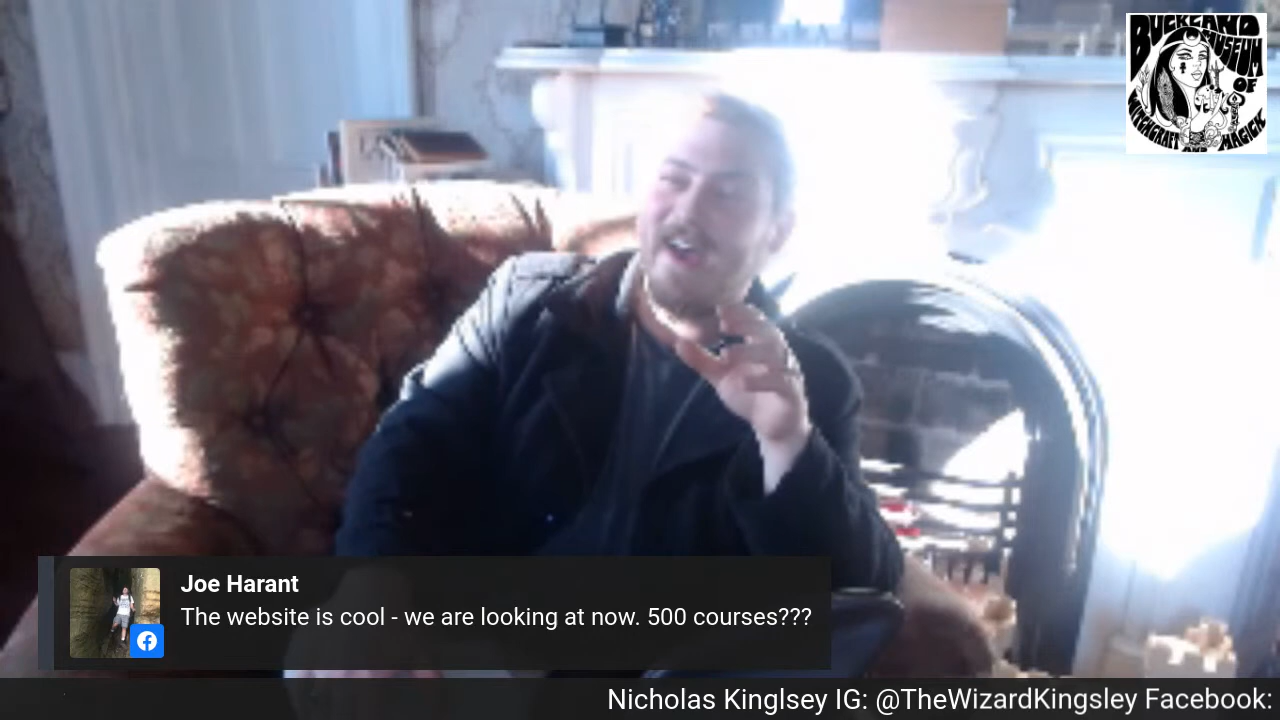 BUCKLAND
MUSEUM
OF
WITCHCRAFT
AND
MAGICK
Joe Harant
The website is cool - we are looking at now. 500 courses???
Nicholas Kinglsey IG: @TheWizardKingsley Facebook: